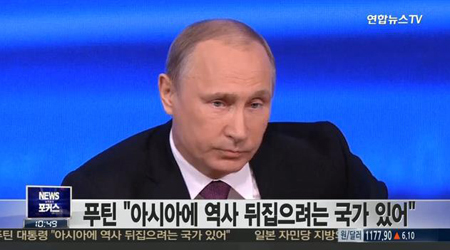 연합뉴스TV
NEWS
포커스
10:49
푸틴 "아시아에 역사 뒤집으려는 국가 있어"
푸틴 대통령 "아시아에 역사 뒤집으려는 국가 있어" 일본 자민당 지방
원/달러 1177.90 ▲ 6.10